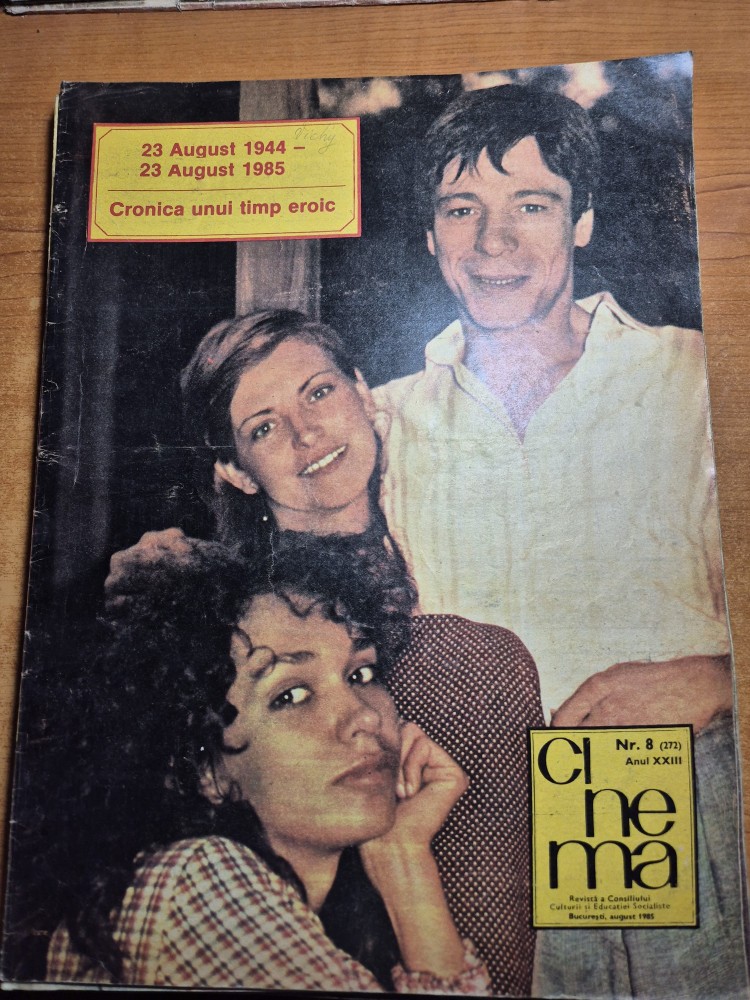 Vichy
23 August 1944 –
23 August 1985
Cronica unui timp eroic
Nr. 8 (272)
Anul XXIII
CI
ne
ma
Revistă a Consiliului
Culturii și Educației Socialiste
București, august 1985